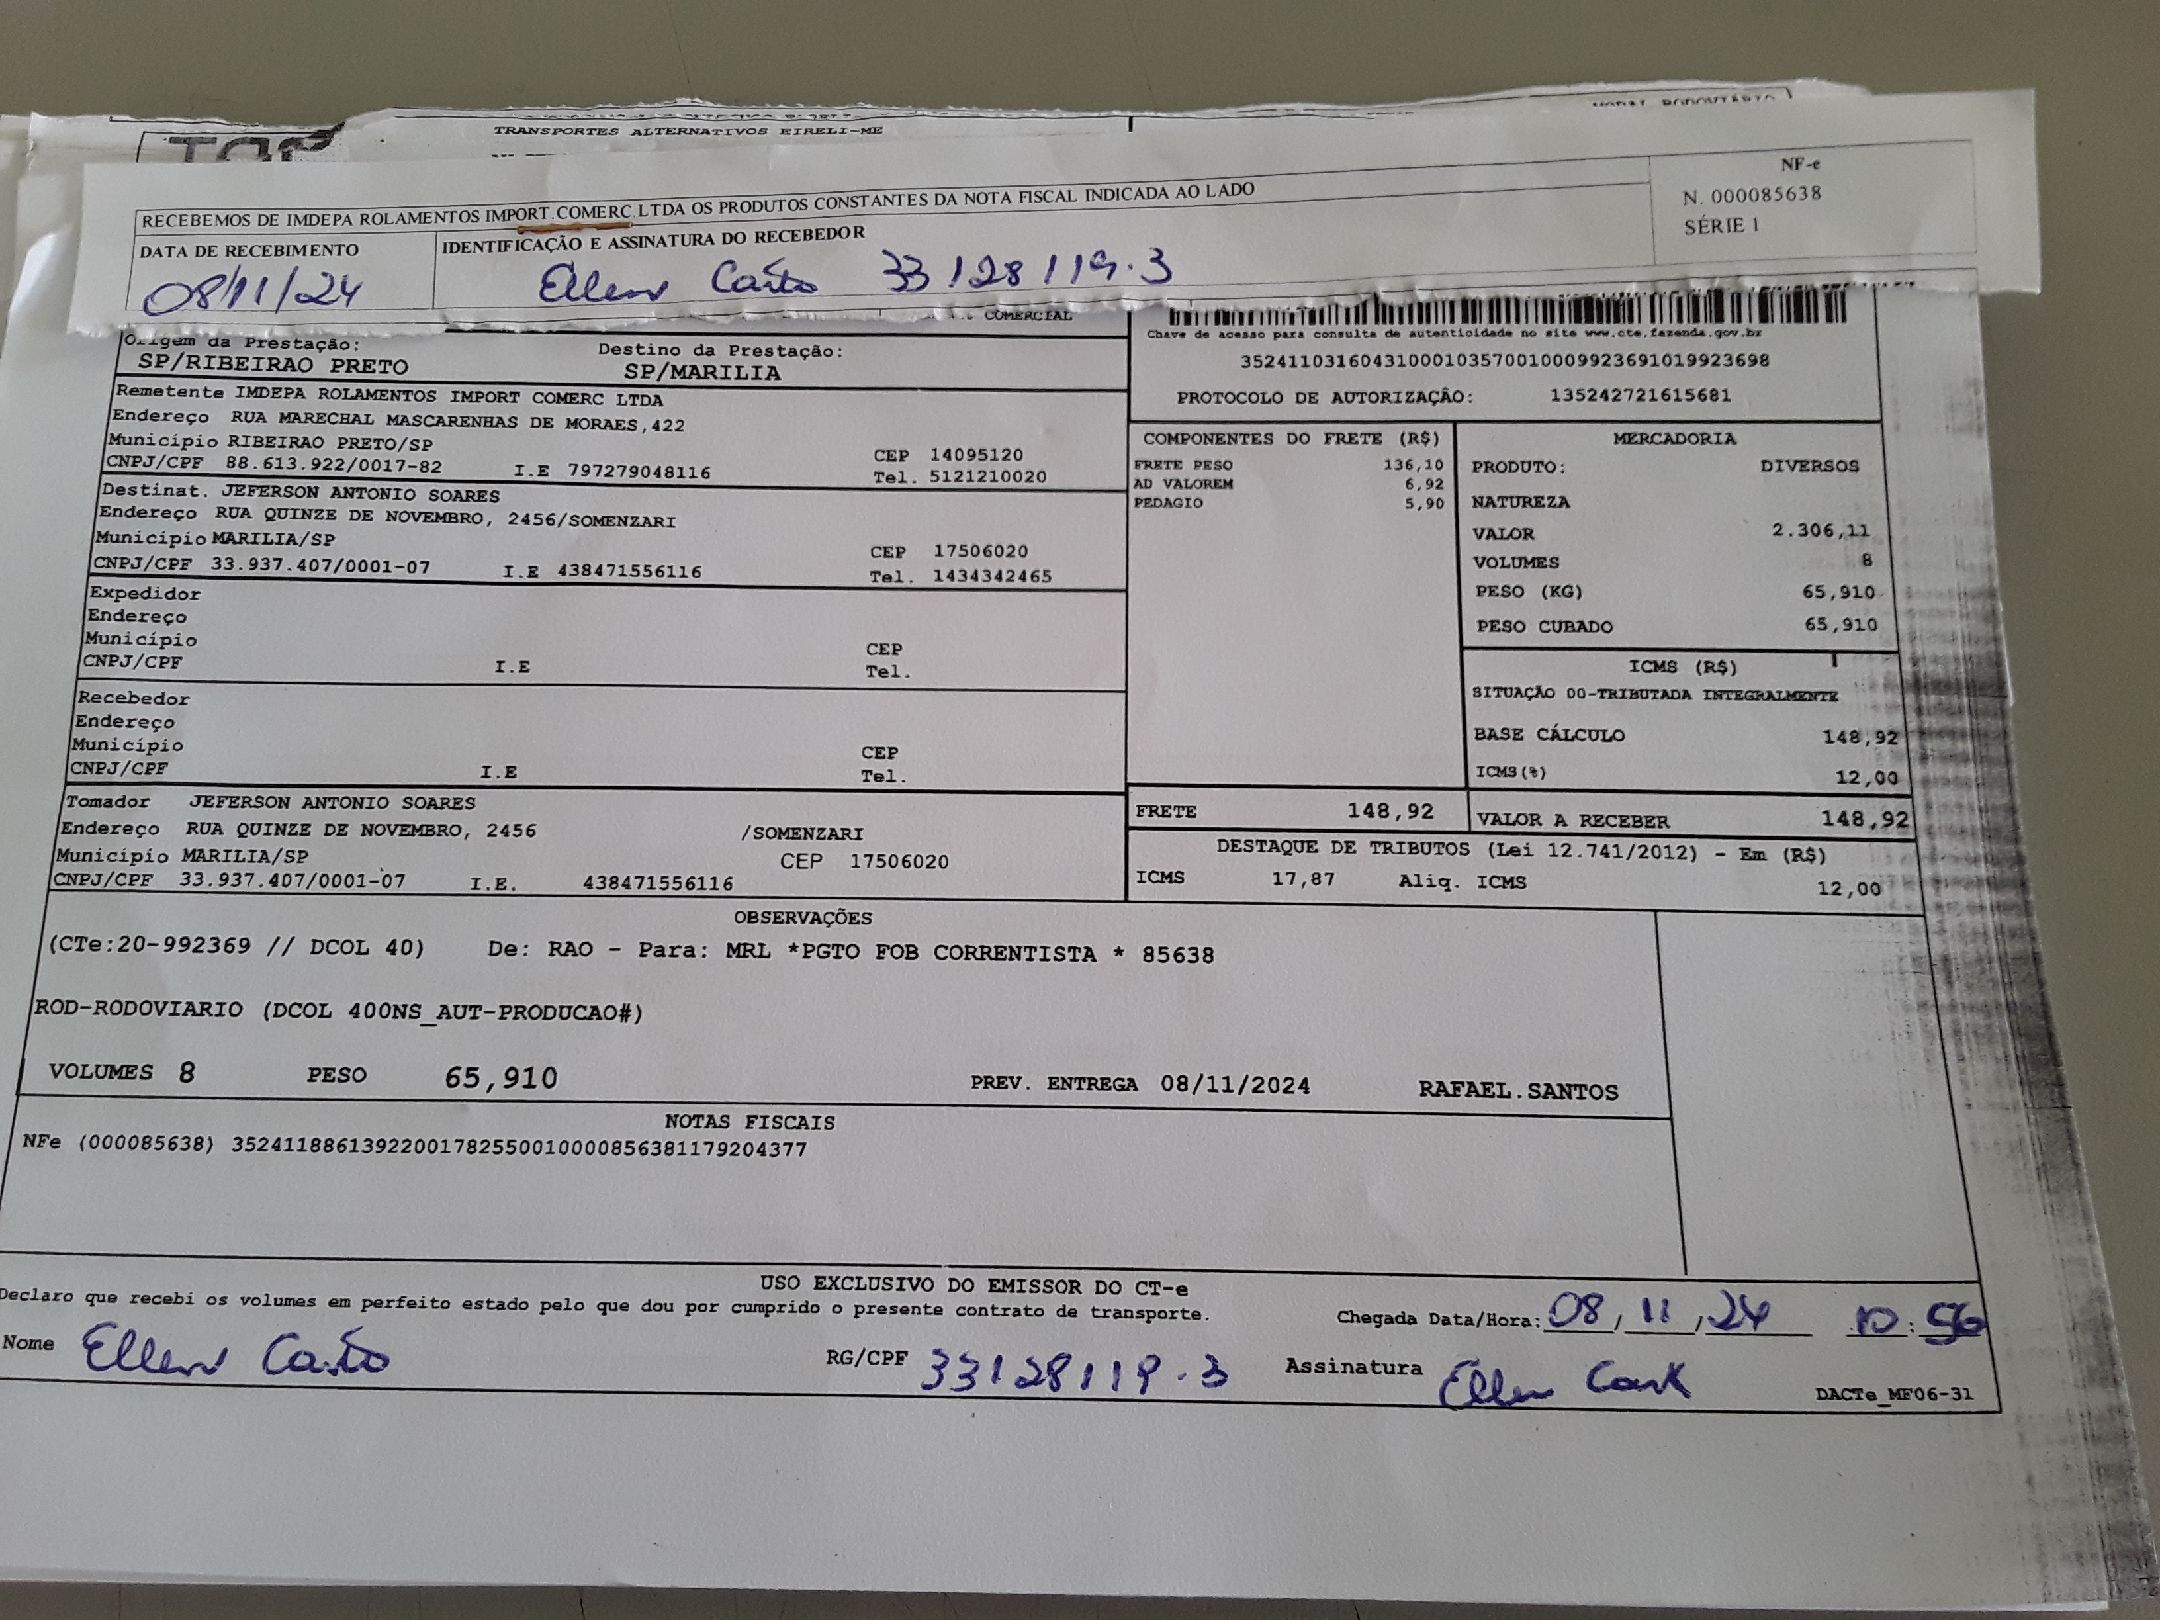 TRANSPORTES ALTERNATIVOS EIRELI-ME
MODAL RODOVIÁRIO
RECEBEMOS DE IMDEPA ROLAMENTOS IMPORT.COMERC.LTDA OS PRODUTOS CONSTANTES DA NOTA FISCAL INDICADA AO LADO
NF-e
N. 000085638
SÉRIE 1
DATA DE RECEBIMENTO
IDENTIFICAÇÃO E ASSINATURA DO RECEBEDOR
08/11/24
Ellen 33128119.3
COMERCIAL
Chave de acesso para consulta de autenticidade no site www.cte.fazenda.gov.br
35241103160431000103570010009923691019923698
PROTOCOLO DE AUTORIZAÇÃO: 135242721615681
Origem da Prestação: Destino da Prestação:
SP/RIBEIRAO PRETO SP/MARILIA
Remetente IMDEPA ROLAMENTOS IMPORT COMERC LTDA
Endereço RUA MARECHAL MASCARENHAS DE MORAES,422
Município RIBEIRAO PRETO/SP CEP 14095120
CNPJ/CPF 88.613.922/0017-82 I.E 797279048116 Tel. 5121210020
Destinat. JEFERSON ANTONIO SOARES
Endereço RUA QUINZE DE NOVEMBRO, 2456/SOMENZARI
Município MARILIA/SP CEP 17506020
CNPJ/CPF 33.937.407/0001-07 I.E 438471556116 Tel. 1434342465
Expedidor
Endereço
Município CEP
CNPJ/CPF I.E Tel.
Recebedor
Endereço
Município CEP
CNPJ/CPF I.E Tel.
Tomador JEFERSON ANTONIO SOARES
Endereço RUA QUINZE DE NOVEMBRO, 2456 /SOMENZARI
Município MARILIA/SP CEP 17506020
CNPJ/CPF 33.937.407/0001-07 I.E. 438471556116
COMPONENTES DO FRETE (R$)
FRETE PESO 136,10
AD VALOREM 6,92
PEDAGIO 5,90
MERCADORIA
PRODUTO: DIVERSOS
NATUREZA
VALOR 2.306,11
VOLUMES 8
PESO (KG) 65,910
PESO CUBADO 65,910
ICMS (R$)
SITUAÇÃO 00-TRIBUTADA INTEGRALMENTE
BASE CÁLCULO 148,92
ICMS(%) 12,00
FRETE 148,92
VALOR A RECEBER 148,92
DESTAQUE DE TRIBUTOS (Lei 12.741/2012) - Em (R$)
ICMS 17,87 Aliq. ICMS 12,00
OBSERVAÇÕES
(CTe:20-992369 // DCOL 40) De: RAO - Para: MRL *PGTO FOB CORRENTISTA * 85638
ROD-RODOVIARIO (DCOL 400NS_AUT-PRODUCAO#)
VOLUMES 8 PESO 65,910 PREV. ENTREGA 08/11/2024 RAFAEL.SANTOS
NOTAS FISCAIS
NFe (000085638) 35241188613922001782550010000856381179204377
USO EXCLUSIVO DO EMISSOR DO CT-e
Declaro que recebi os volumes em perfeito estado pelo que dou por cumprido o presente contrato de transporte.
Chegada Data/Hora: 08/11/24 10:56
Nome Ellen RG/CPF 33128119.3 Assinatura Ellen
DACTe_MF06-31